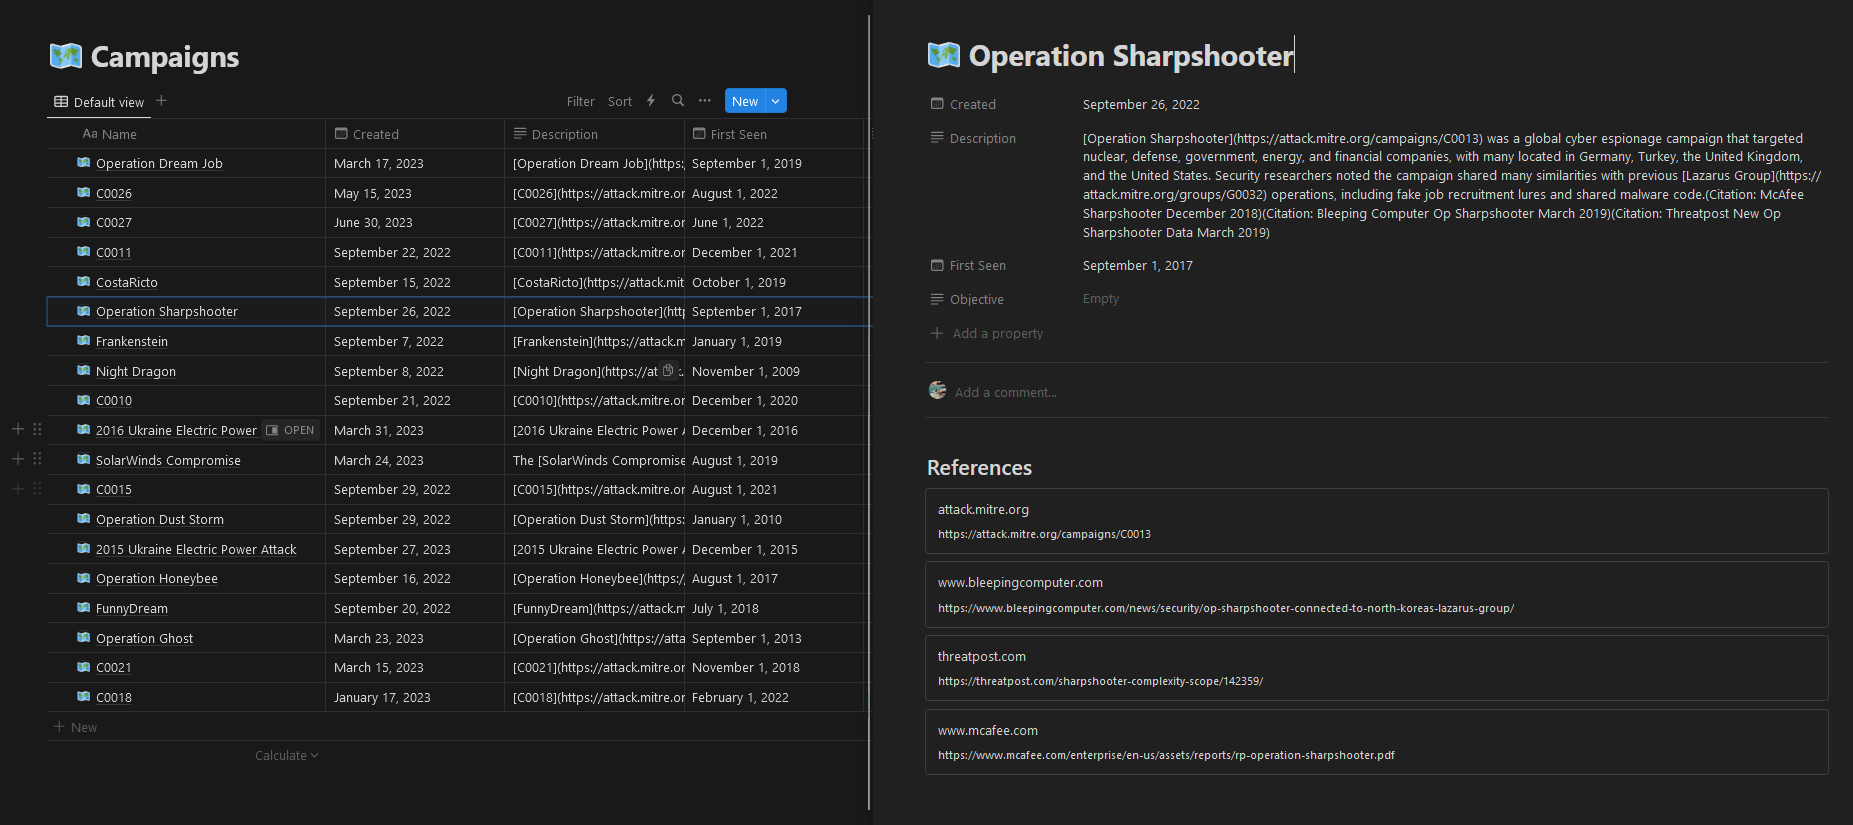 Campaigns
Default view
Filter Sort New
Aa Name Created Description First Seen
Operation Dream Job March 17, 2023 [Operation Dream Job](https: September 1, 2019
C0026 May 15, 2023 [C0026](https://attack.mitre.or August 1, 2022
C0027 June 30, 2023 [C0027](https://attack.mitre.or June 1, 2022
C0011 September 22, 2022 [C0011](https://attack.mitre.or December 1, 2021
CostaRicto September 15, 2022 [CostaRicto](https://attack.mit October 1, 2019
Operation Sharpshooter September 26, 2022 [Operation Sharpshooter](http September 1, 2017
Frankenstein September 7, 2022 [Frankenstein](https://attack.m January 1, 2019
Night Dragon September 8, 2022 [Night Dragon](https://at November 1, 2009
C0010 September 21, 2022 [C0010](https://attack.mitre.or December 1, 2020
2016 Ukraine Electric Power OPEN March 31, 2023 [2016 Ukraine Electric Power A December 1, 2016
SolarWinds Compromise March 24, 2023 The [SolarWinds Compromise August 1, 2019
C0015 September 29, 2022 [C0015](https://attack.mitre.or August 1, 2021
Operation Dust Storm September 29, 2022 [Operation Dust Storm](https: January 1, 2010
2015 Ukraine Electric Power Attack September 27, 2023 [2015 Ukraine Electric Power A December 1, 2015
Operation Honeybee September 16, 2022 [Operation Honeybee](https:/ August 1, 2017
FunnyDream September 20, 2022 [FunnyDream](https://attack.m July 1, 2018
Operation Ghost March 23, 2023 [Operation Ghost](https://atta September 1, 2013
C0021 March 15, 2023 [C0021](https://attack.mitre.or November 1, 2018
C0018 January 17, 2023 [C0018](https://attack.mitre.or February 1, 2022
New
Calculate
Operation Sharpshooter
Created September 26, 2022
Description [Operation Sharpshooter](https://attack.mitre.org/campaigns/C0013) was a global cyber espionage campaign that targeted
nuclear, defense, government, energy, and financial companies, with many located in Germany, Turkey, the United Kingdom,
and the United States. Security researchers noted the campaign shared many similarities with previous [Lazarus Group](https://
attack.mitre.org/groups/G0032) operations, including fake job recruitment lures and shared malware code.(Citation: McAfee
Sharpshooter December 2018)(Citation: Bleeping Computer Op Sharpshooter March 2019)(Citation: Threatpost New Op
Sharpshooter Data March 2019)
First Seen September 1, 2017
Objective Empty
Add a property
Add a comment...
References
attack.mitre.org
https://attack.mitre.org/campaigns/C0013
www.bleepingcomputer.com
https://www.bleepingcomputer.com/news/security/op-sharpshooter-connected-to-north-koreas-lazarus-group/
threatpost.com
https://threatpost.com/sharpshooter-complexity-scope/142359/
www.mcafee.com
https://www.mcafee.com/enterprise/en-us/assets/reports/rp-operation-sharpshooter.pdf